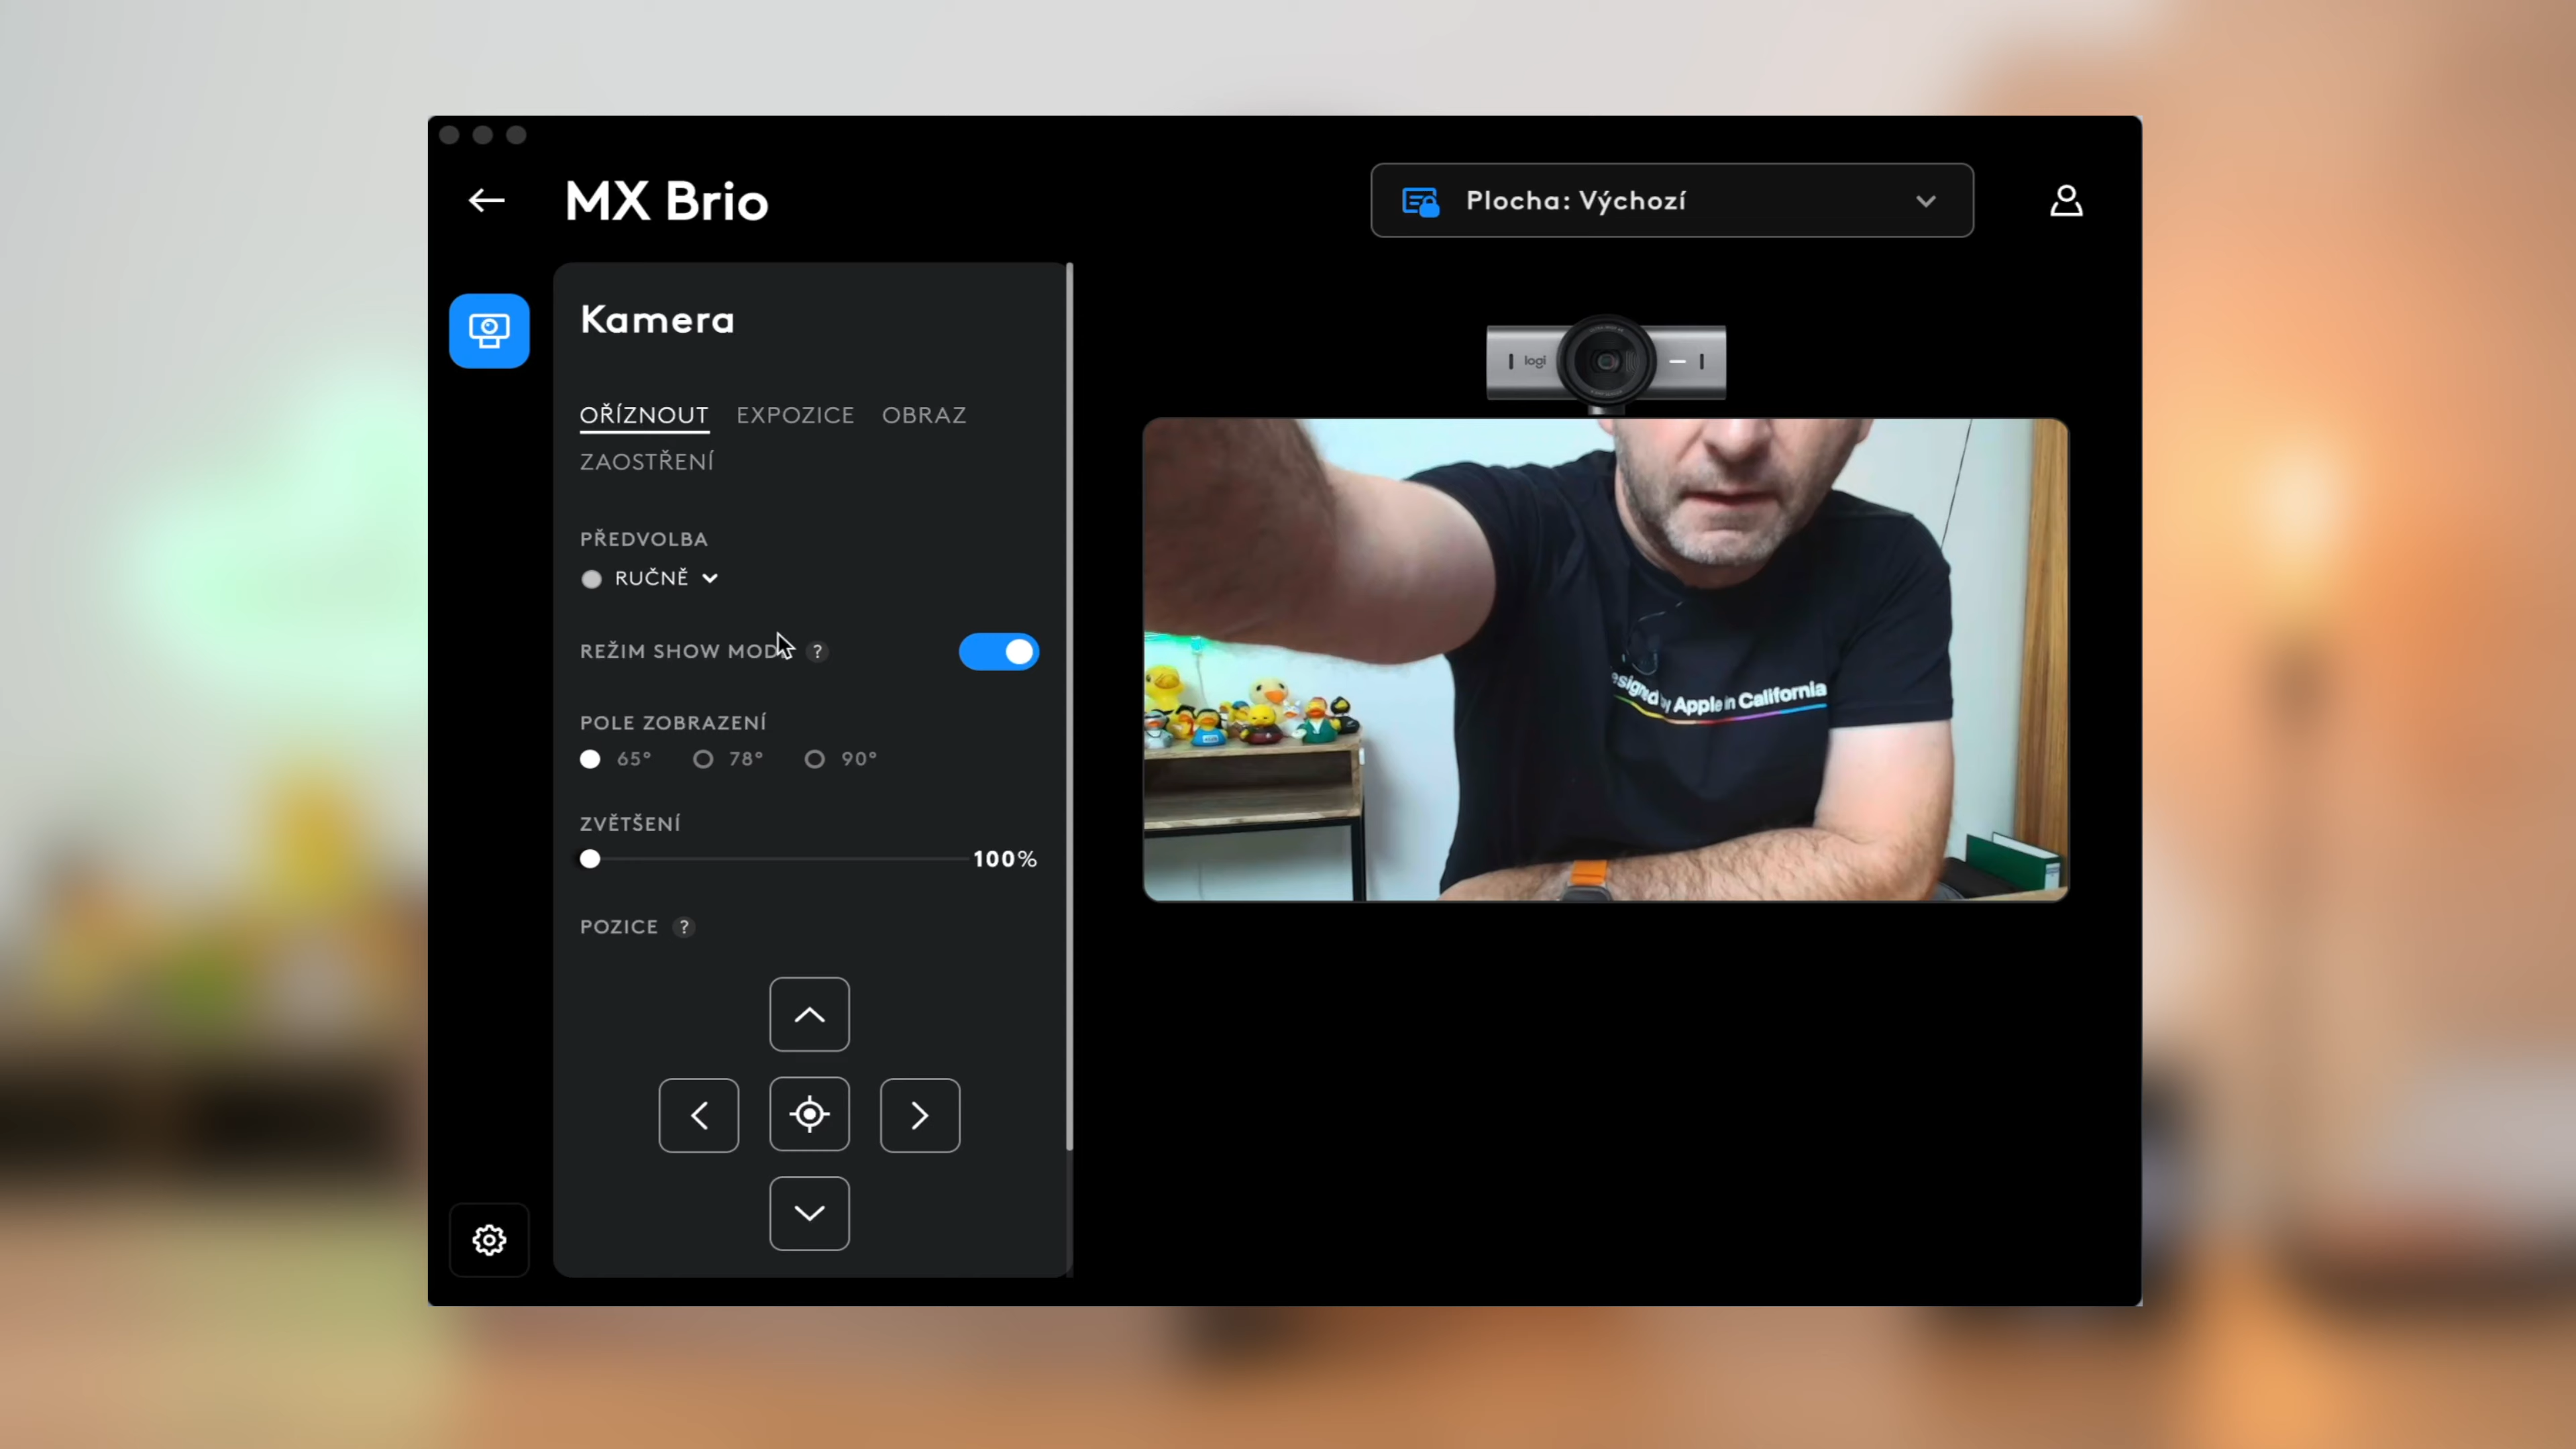 MX Brio
Plocha: Výchozí
Kamera
OŘÍZNOUT EXPOZICE OBRAZ
ZAOSTŘENÍ
PŘEDVOLBA
RUČNĚ
REŽIM SHOW MODE ?
POLE ZOBRAZENÍ
65° 78° 90°
ZVĚTŠENÍ
100%
POZICE ?
logi
esigned by Apple in California